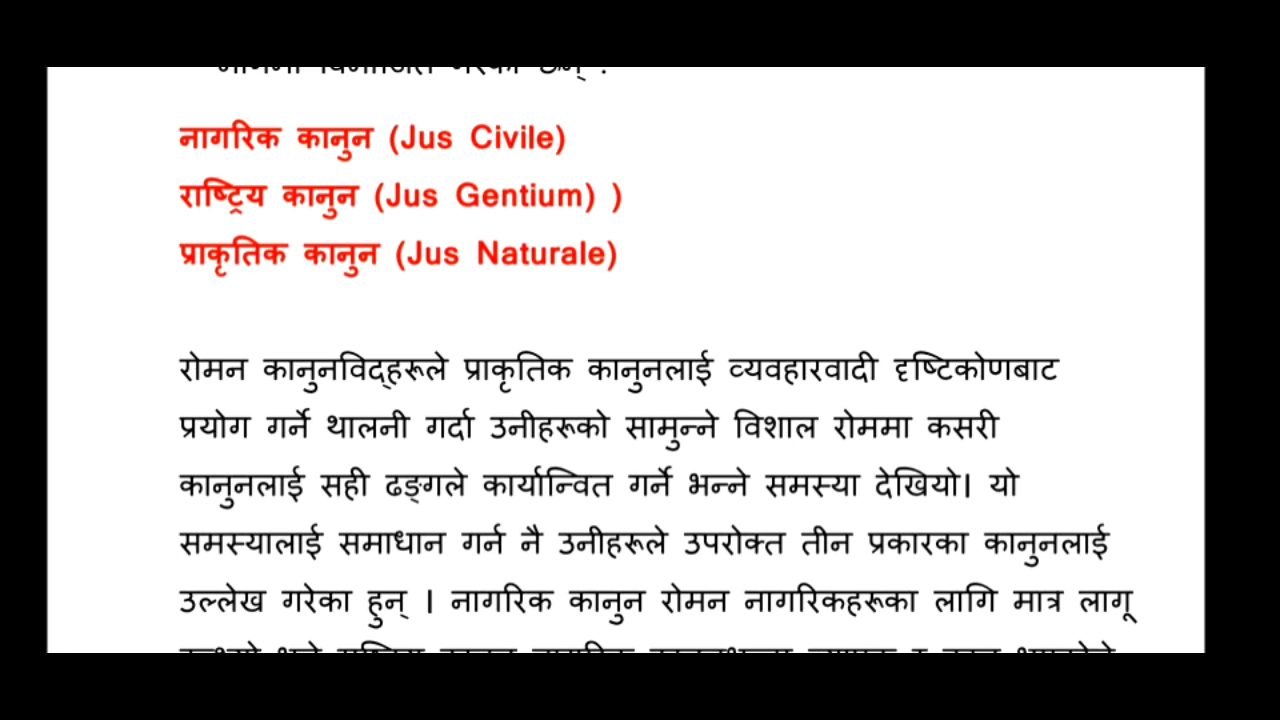 नागरिक कानुन (Jus Civile)
राष्ट्रिय कानुन (Jus Gentium) )
प्राकृतिक कानुन (Jus Naturale)
रोमन कानुनविद्हरूले प्राकृतिक कानुनलाई व्यवहारवादी दृष्टिकोणबाट
प्रयोग गर्ने थालनी गर्दा उनीहरूको सामुन्ने विशाल रोममा कसरी
कानुनलाई सही ढङ्गले कार्यान्वित गर्ने भन्ने समस्या देखियो। यो
समस्यालाई समाधान गर्न नै उनीहरूले उपरोक्त तीन प्रकारका कानुनलाई
उल्लेख गरेका हुन् । नागरिक कानुन रोमन नागरिकहरूका लागि मात्र लागू